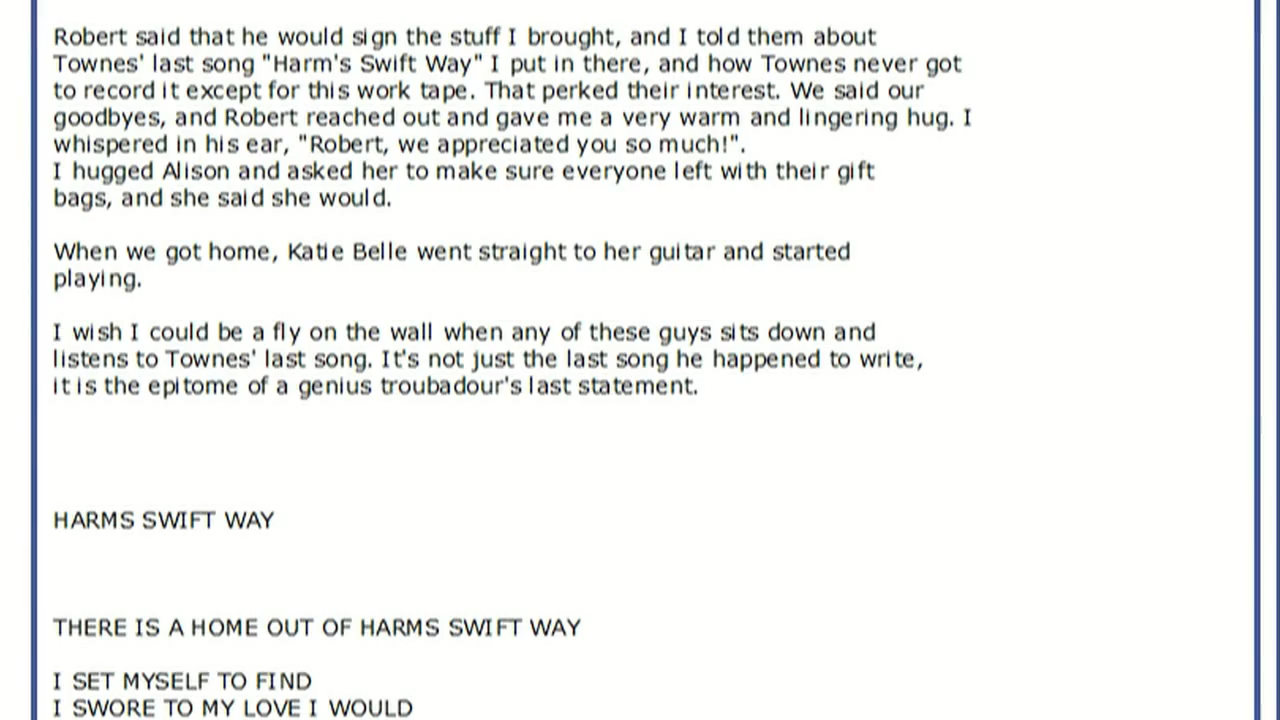 Robert said that he would sign the stuff I brought, and I told them about
Townes' last song "Harm's Swift Way" I put in there, and how Townes never got
to record it except for this work tape. That perked their interest. We said our
goodbyes, and Robert reached out and gave me a very warm and lingering hug. I
whispered in his ear, "Robert, we appreciated you so much!".
I hugged Alison and asked her to make sure everyone left with their gift
bags, and she said she would.
When we got home, Katie Belle went straight to her guitar and started
playing.
I wish I could be a fly on the wall when any of these guys sits down and
listens to Townes' last song. It's not just the last song he happened to write,
it is the epitome of a genius troubadour's last statement.
HARMS SWIFT WAY
THERE IS A HOME OUT OF HARMS SWIFT WAY
I SET MYSELF TO FIND
I SWORE TO MY LOVE I WOULD